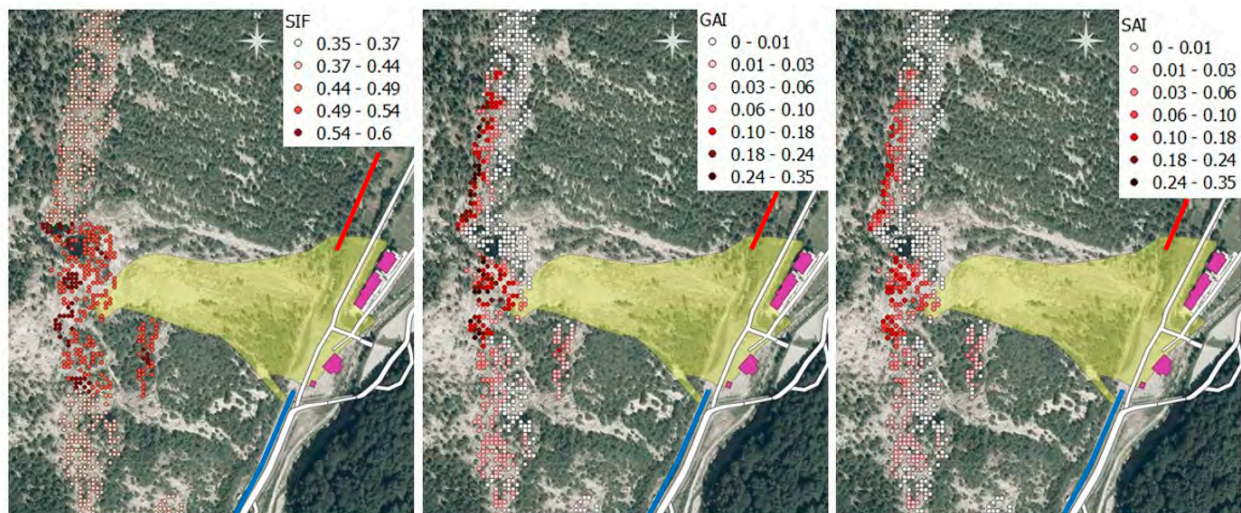 N
SIF
0.35 - 0.37
0.37 - 0.44
0.44 - 0.49
0.49 - 0.54
0.54 - 0.6
N
GAI
0 - 0.01
0.01 - 0.03
0.03 - 0.06
0.06 - 0.10
0.10 - 0.18
0.18 - 0.24
0.24 - 0.35
N
SAI
0 - 0.01
0.01 - 0.03
0.03 - 0.06
0.06 - 0.10
0.10 - 0.18
0.18 - 0.24
0.24 - 0.35